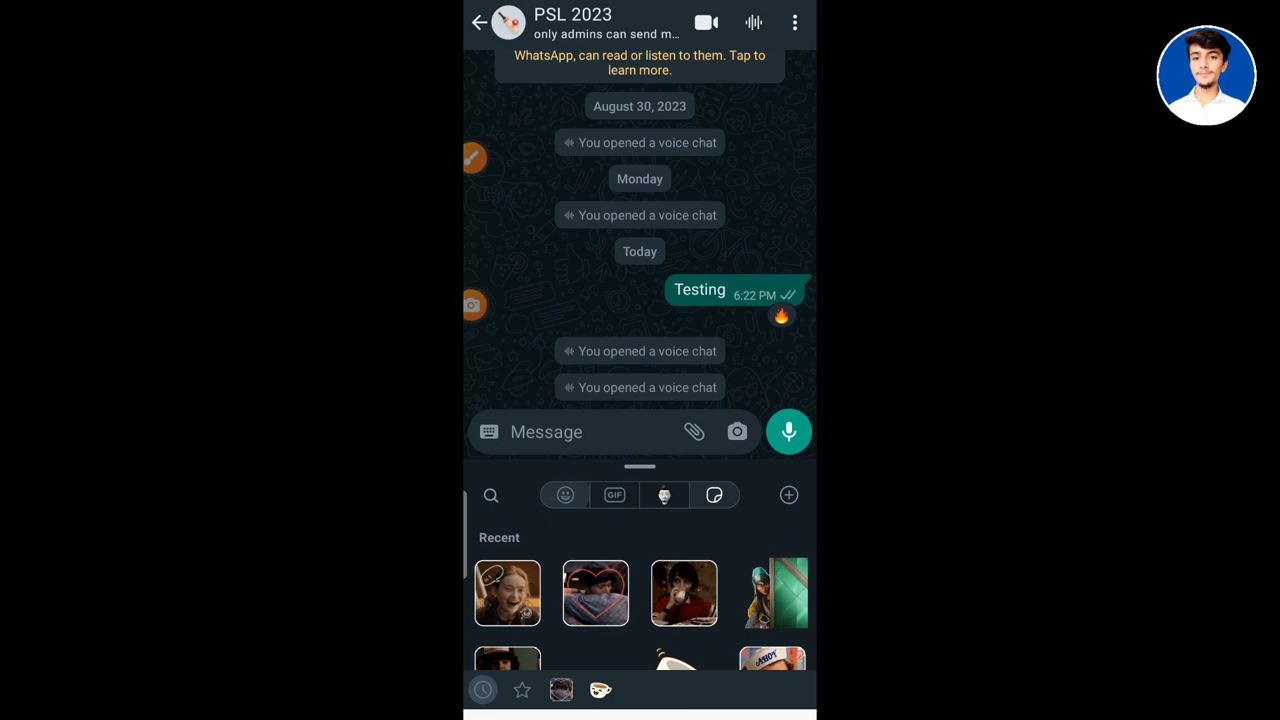 PSL 2023
only admins can send m...
WhatsApp, can read or listen to them. Tap to
learn more.
August 30, 2023
You opened a voice chat
Monday
You opened a voice chat
Today
Testing 6:22 PM
You opened a voice chat
You opened a voice chat
Message
GIF
Recent
AHOY